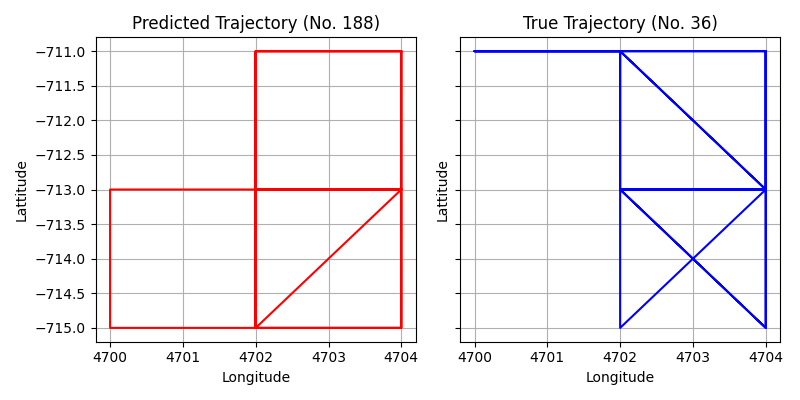 Predicted Trajectory (No. 188)
True Trajectory (No. 36)
−711.0
−711.5
−712.0
−712.5
−713.0
−713.5
−714.0
−714.5
−715.0
Lattitude
Lattitude
4700 4701 4702 4703 4704
4700 4701 4702 4703 4704
Longitude
Longitude